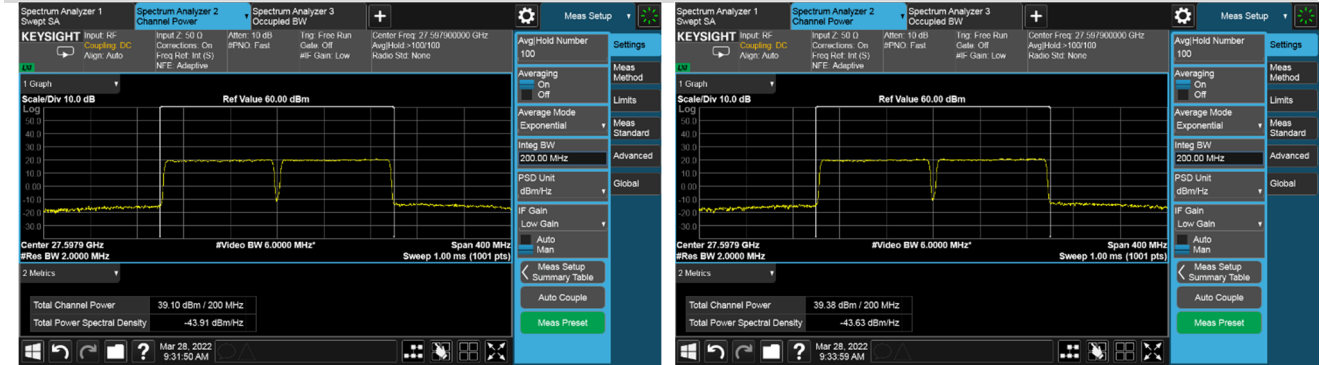 Spectrum Analyzer 1
Swept SA
Spectrum Analyzer 2
Channel Power
Spectrum Analyzer 3
Occupied BW
+
Meas Setup
KEYSIGHT
Input: RF
Coupling: DC
Align: Auto
Input Z: 50 Ω
Corrections: On
Freq Ref: Int (S)
NFE: Adaptive
Atten: 10 dB
#PNO: Fast
Trig: Free Run
Gate: Off
#IF Gain: Low
Center Freq: 27.597900000 GHz
Avg|Hold:>100/100
Radio Std: None
1 Graph
Scale/Div 10.0 dB
Ref Value 60.00 dBm
Log
50.0
40.0
30.0
20.0
10.0
0.00
-10.0
-20.0
-30.0
Center 27.5979 GHz
#Video BW 6.0000 MHz*
Span 400 MHz
#Res BW 2.0000 MHz
Sweep 1.00 ms (1001 pts)
2 Metrics
Total Channel Power
39.10 dBm / 200 MHz
Total Power Spectral Density
-43.91 dBm/Hz
?
Mar 28, 2022
9:31:50 AM
Avg|Hold Number
100
Averaging
On
Off
Average Mode
Exponential
Integ BW
200.00 MHz
PSD Unit
dBm/Hz
IF Gain
Low Gain
Auto
Man
Meas Setup
Summary Table
Auto Couple
Meas Preset
Settings
Meas
Method
Limits
Meas
Standard
Advanced
Global
Spectrum Analyzer 1
Swept SA
Spectrum Analyzer 2
Channel Power
Spectrum Analyzer 3
Occupied BW
+
Meas Setup
KEYSIGHT
Input: RF
Coupling: DC
Align: Auto
Input Z: 50 Ω
Corrections: On
Freq Ref: Int (S)
NFE: Adaptive
Atten: 10 dB
#PNO: Fast
Trig: Free Run
Gate: Off
#IF Gain: Low
Center Freq: 27.597900000 GHz
Avg|Hold:>100/100
Radio Std: None
1 Graph
Scale/Div 10.0 dB
Ref Value 60.00 dBm
Log
50.0
40.0
30.0
20.0
10.0
0.00
-10.0
-20.0
-30.0
Center 27.5979 GHz
#Video BW 6.0000 MHz*
Span 400 MHz
#Res BW 2.0000 MHz
Sweep 1.00 ms (1001 pts)
2 Metrics
Total Channel Power
39.38 dBm / 200 MHz
Total Power Spectral Density
-43.63 dBm/Hz
?
Mar 28, 2022
9:33:59 AM
Avg|Hold Number
100
Averaging
On
Off
Average Mode
Exponential
Integ BW
200.00 MHz
PSD Unit
dBm/Hz
IF Gain
Low Gain
Auto
Man
Meas Setup
Summary Table
Auto Couple
Meas Preset
Settings
Meas
Method
Limits
Meas
Standard
Advanced
Global